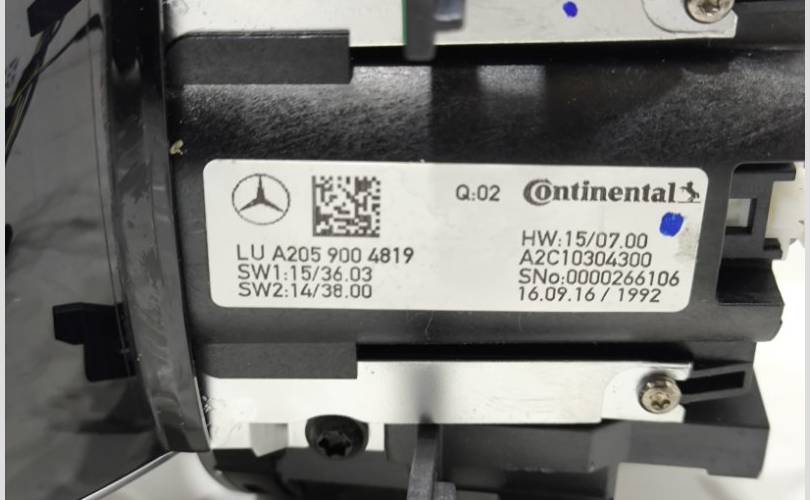 Q:02 Continental
LU A205 900 4819
SW1:15/36.03
SW2:14/38.00
HW:15/07.00
A2C10304300
SNo:0000266106
16.09.16 / 1992